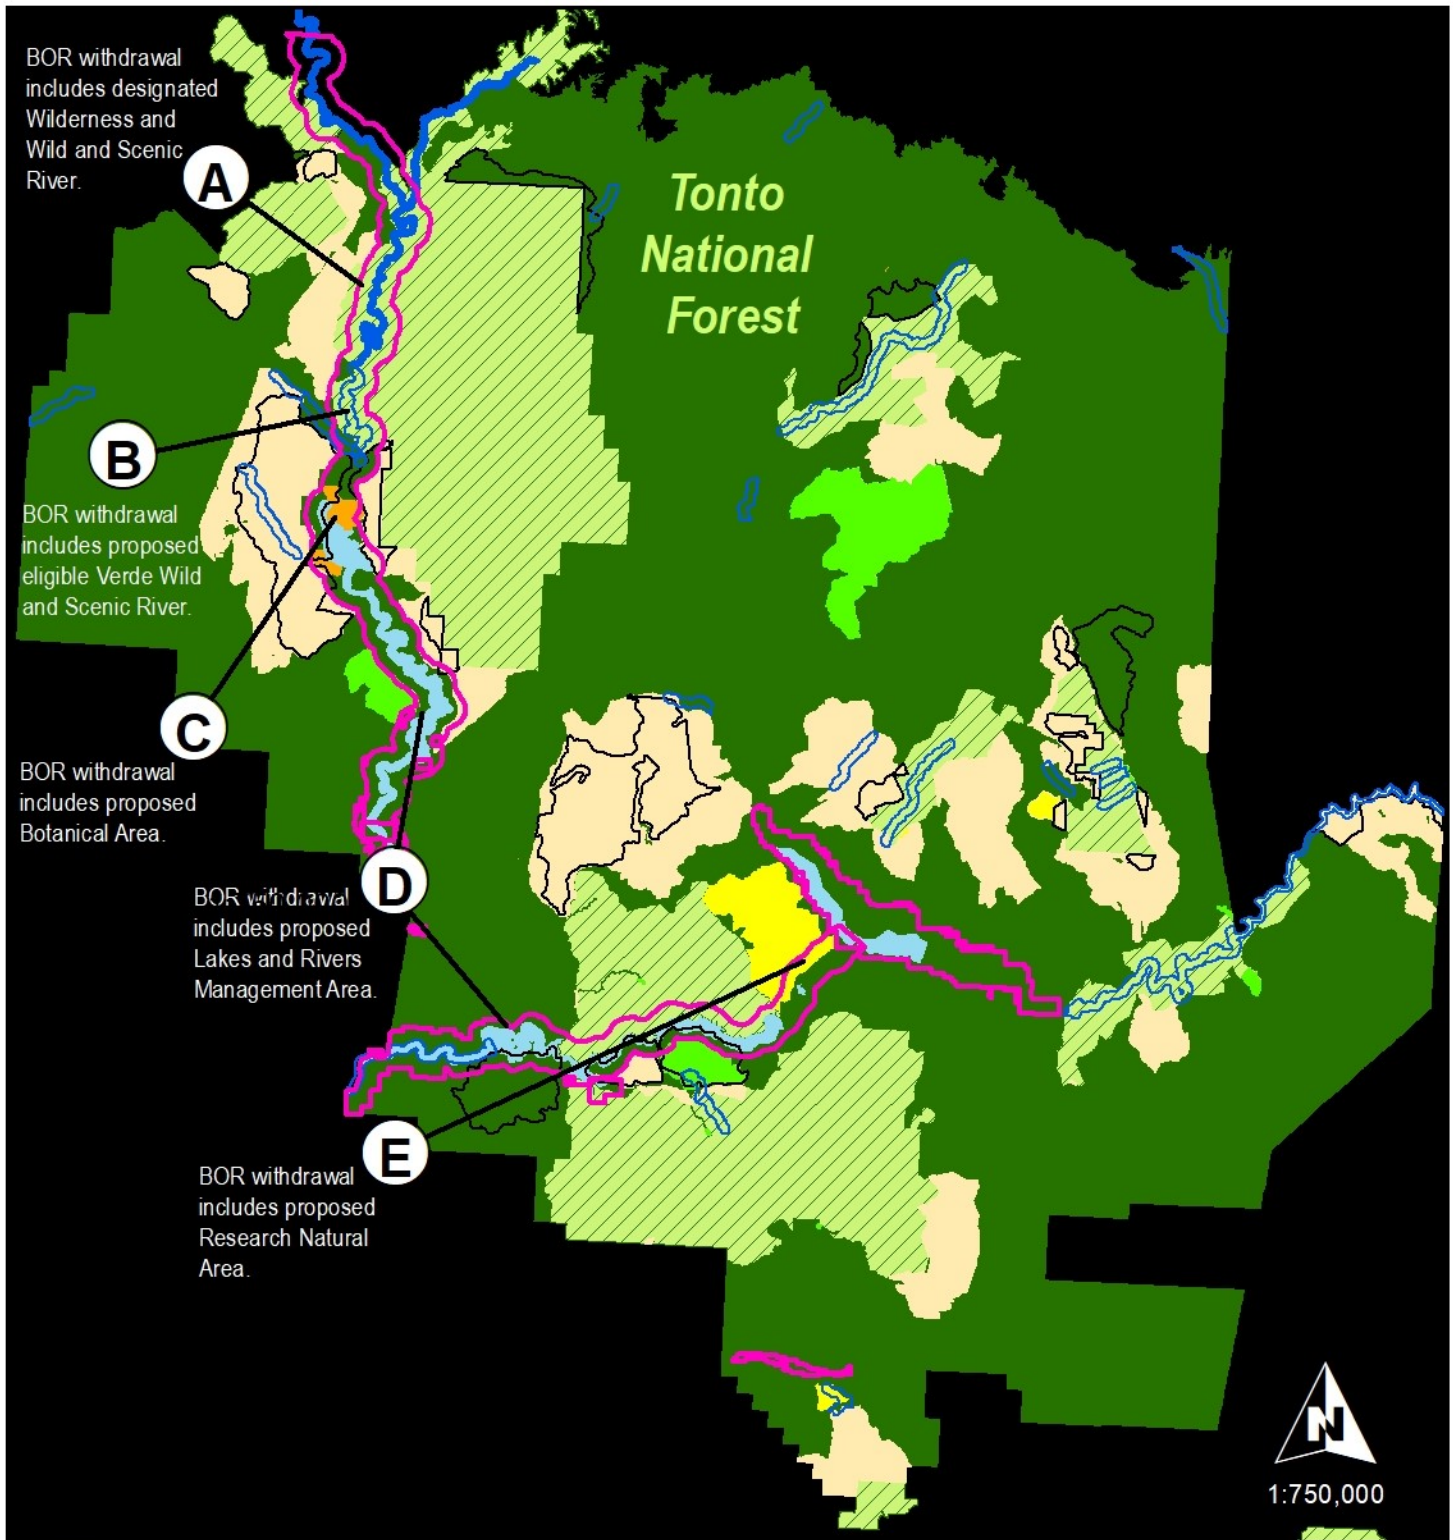 BOR withdrawal
includes designated
Wilderness and
Wild and Scenic
River.
A
Tonto
National
Forest
B
BOR withdrawal
includes proposed
eligible Verde Wild
and Scenic River.
C
BOR withdrawal
includes proposed
Botanical Area.
D
BOR withdrawal
includes proposed
Lakes and Rivers
Management Area.
E
BOR withdrawal
includes proposed
Research Natural
Area.
N
1:750,000